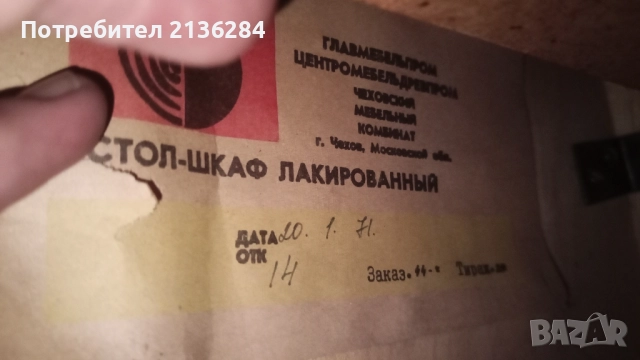 Потребител 2136284
ГЛАВМЕБЕЛЬПРОМ
ЦЕНТРОМЕБЕЛЬДРЕВПРОМ
ЧЕХОВСКИЙ
МЕБЕЛЬНЫЙ
КОМБИНАТ
г. Чехов, Московской обл.
СТОЛ-ШКАФ ЛАКИРОВАННЫЙ
ДАТА 20. 1. 71.
ОТК 14
Заказ.
BAZAR